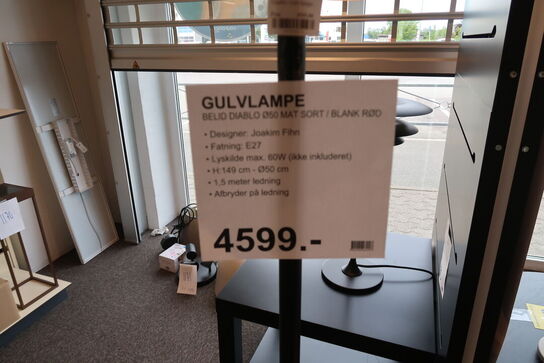 GULVLAMPE
BELID DIABLO Ø50 MAT SORT / BLANK RØD
• Designer: Joakim Fihn
• Fatning: E27
• Lyskilde max. 60W (ikke inkluderet)
• H:149 cm - Ø50 cm
• 1,5 meter ledning
• Afbryder på ledning
4599.-